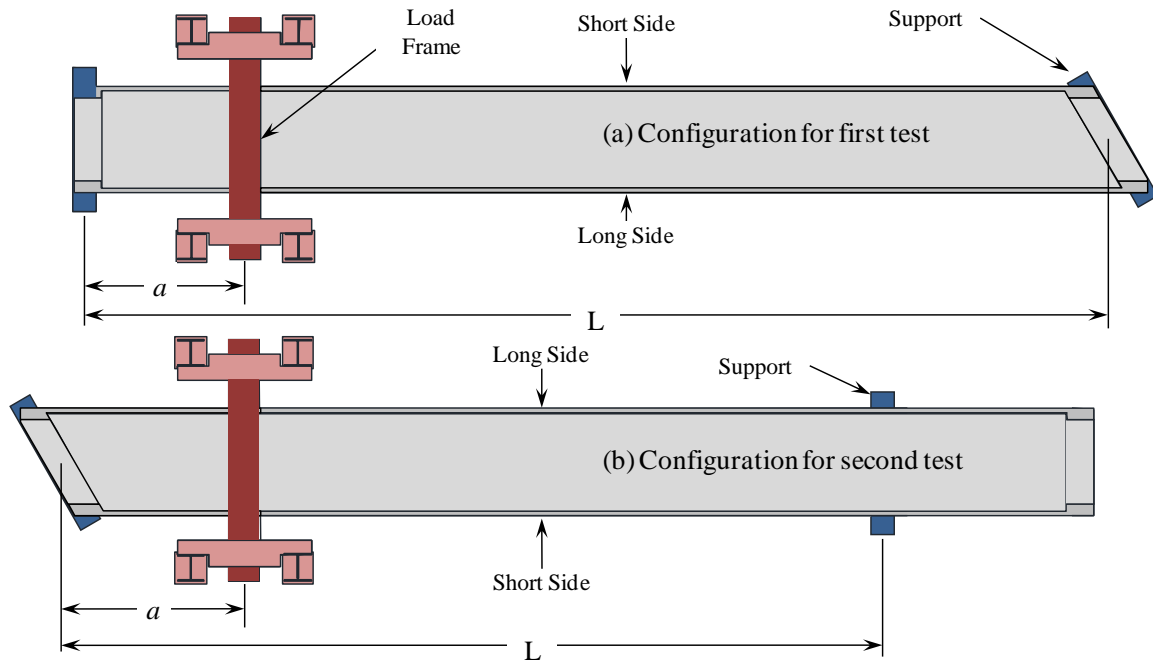 Load
Frame
Short Side
Support
(a) Configuration for first test
Long Side
a
L
Long Side
Support
(b) Configuration for second test
Short Side
a
L